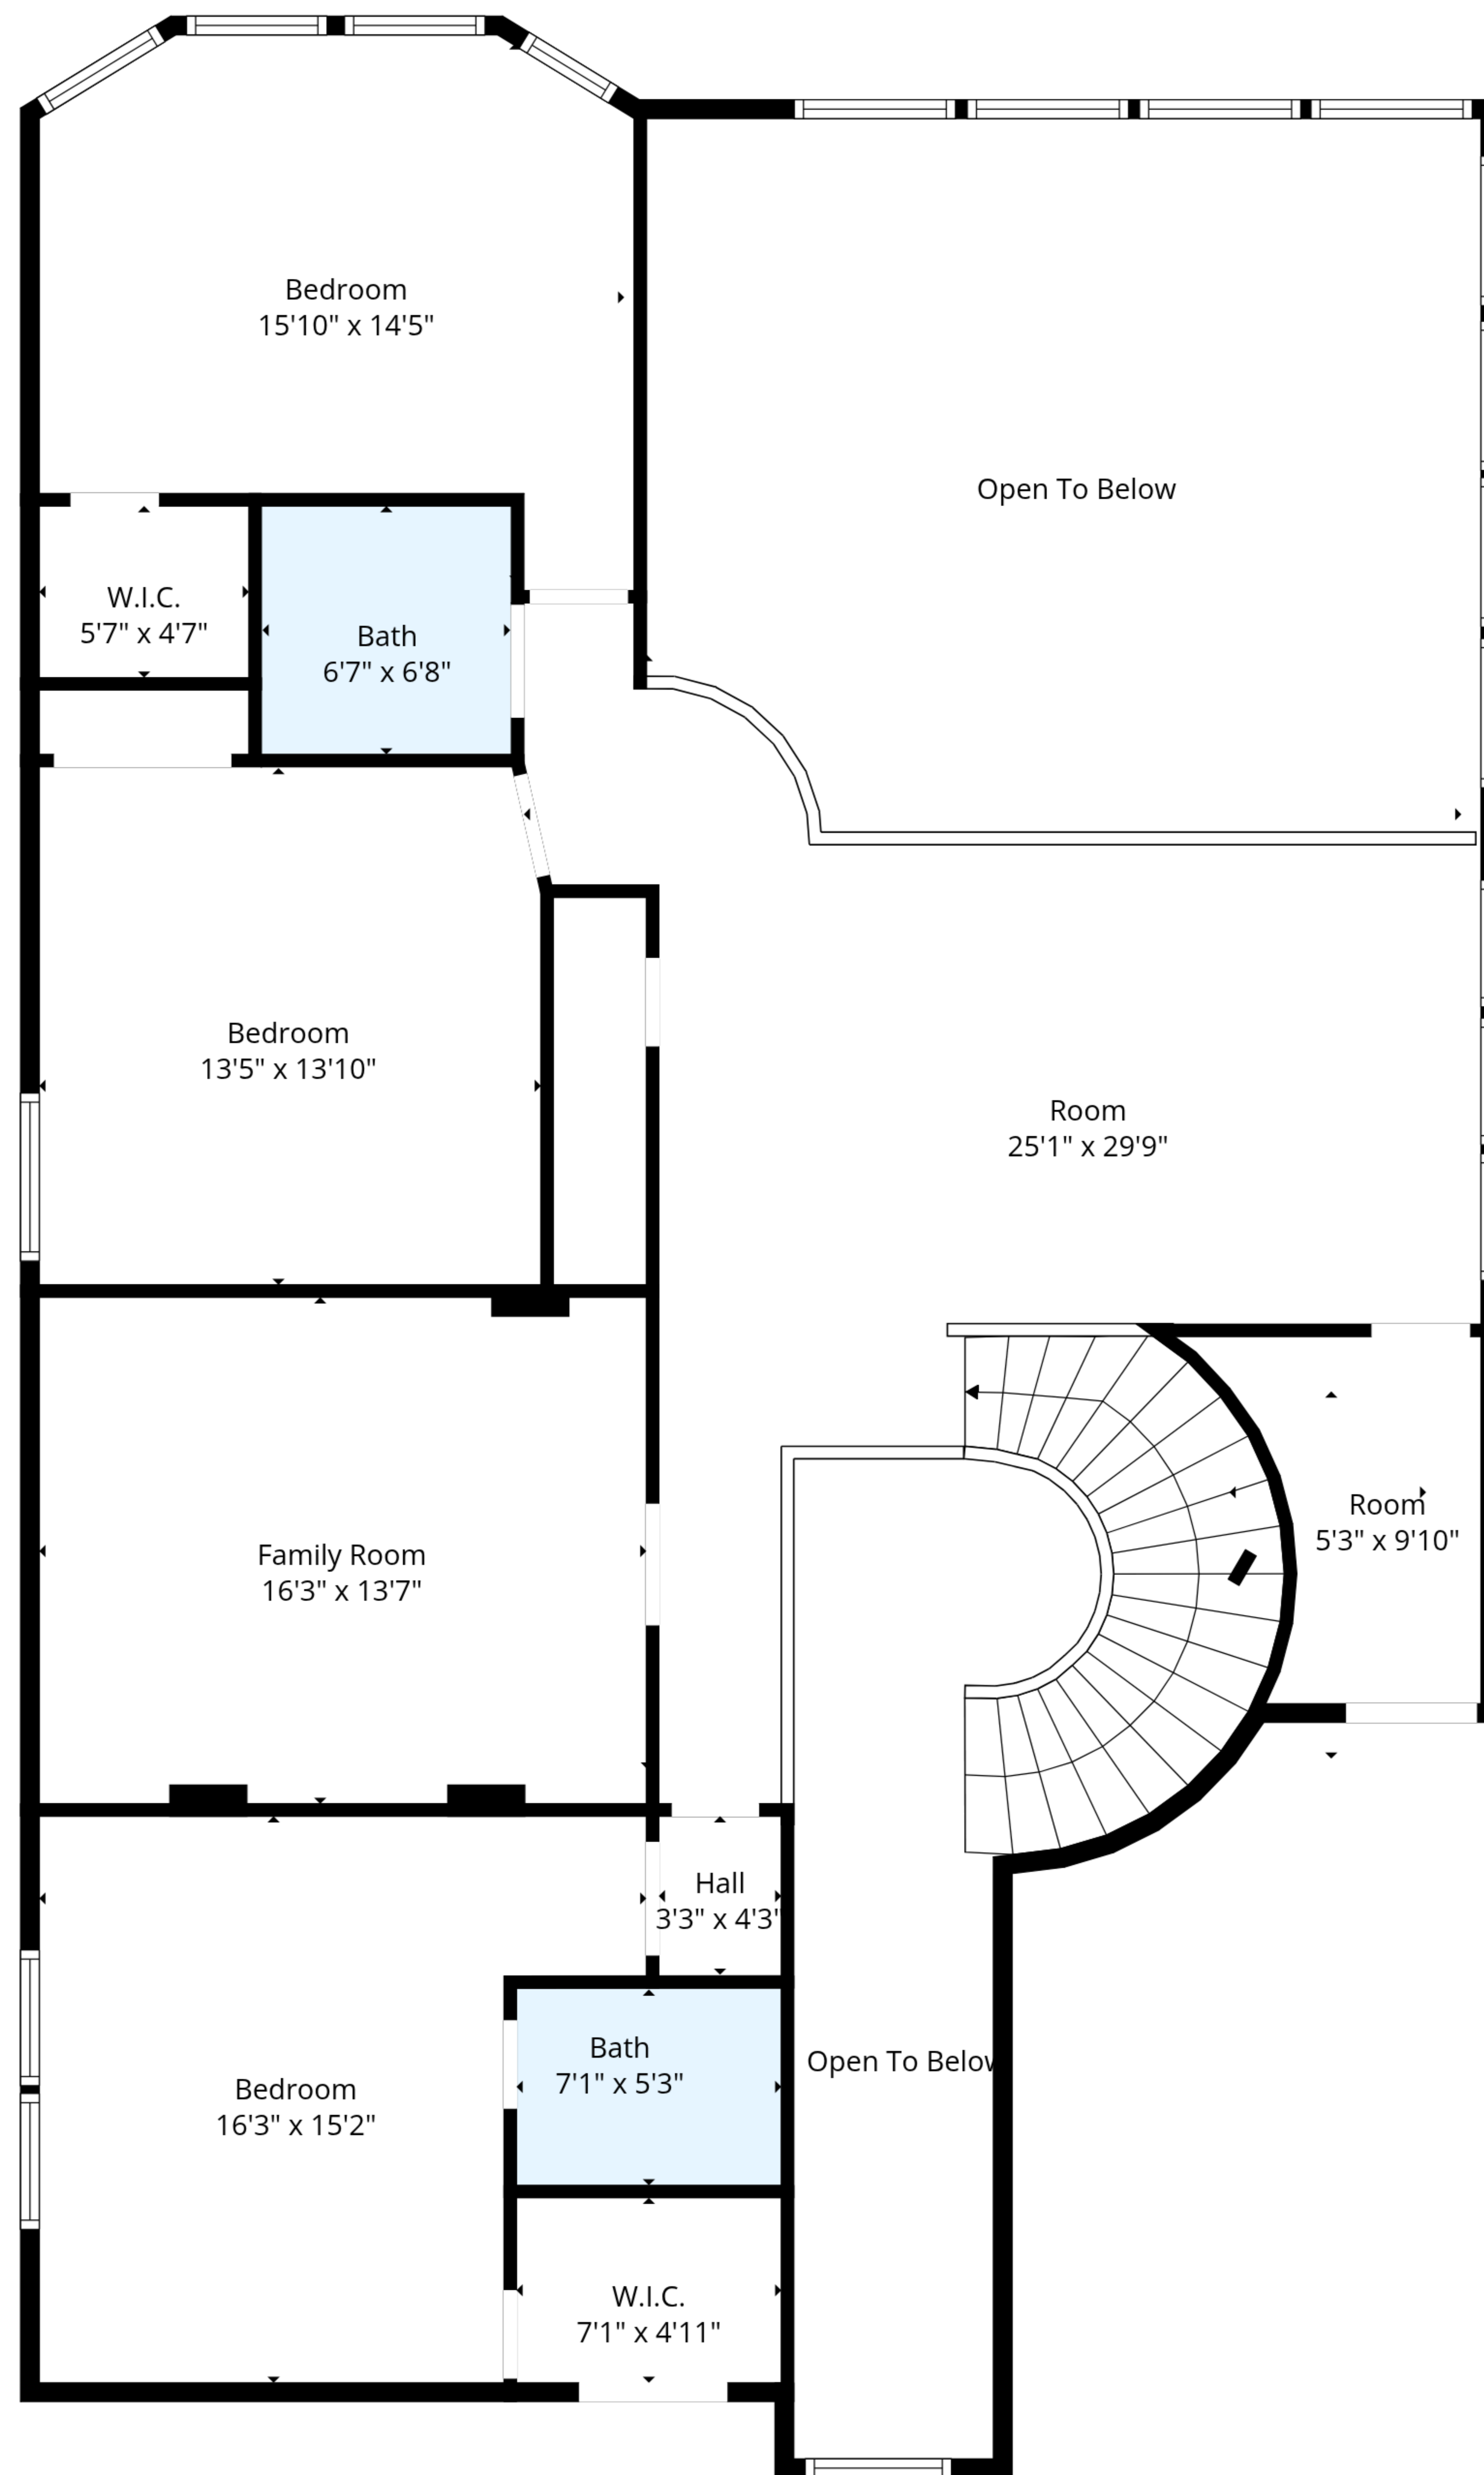 Bedroom
15'10" x 14'5"
Open To Below
W.I.C.
5'7" x 4'7"
Bath
6'7" x 6'8"
Bedroom
13'5" x 13'10"
Room
25'1" x 29'9"
Room
5'3" x 9'10"
Family Room
16'3" x 13'7"
Hall
3'3" x 4'3"
Bath
7'1" x 5'3"
Open To Below
Bedroom
16'3" x 15'2"
W.I.C.
7'1" x 4'11"